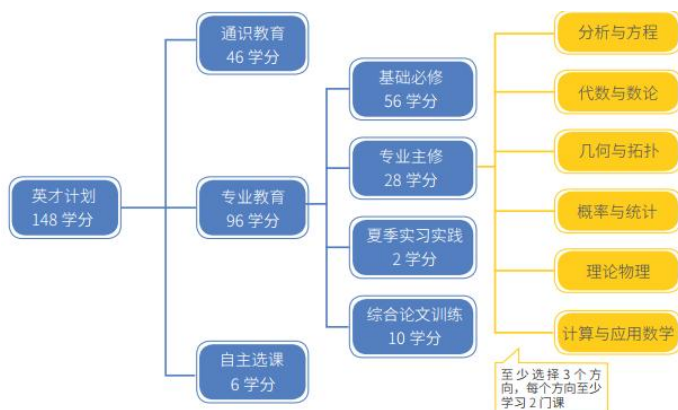 英才计划
148 学分
通识教育
46 学分
专业教育
96 学分
自主选课
6 学分
基础必修
56 学分
专业主修
28 学分
夏季实习实践
2 学分
综合论文训练
10 学分
分析与方程
代数与数论
几何与拓扑
概率与统计
理论物理
计算与应用数学
至少选择 3 个方
向，每个方向至少
学习 2 门课